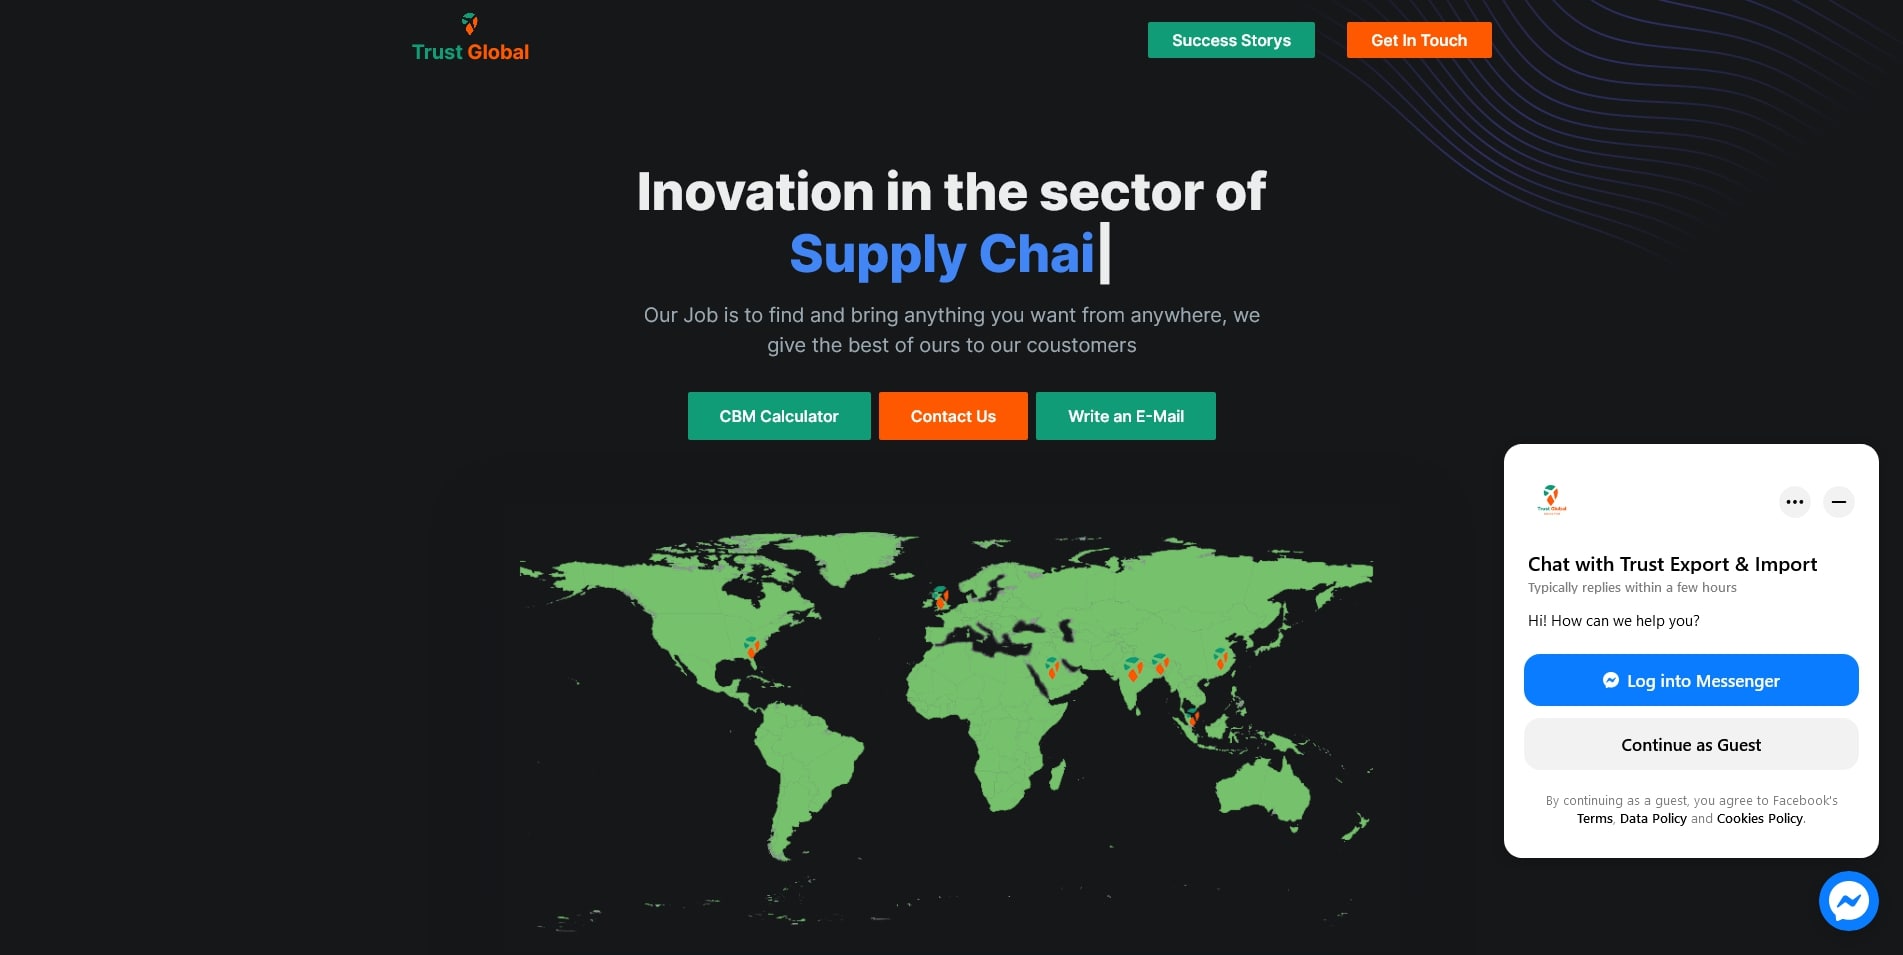 Trust Global
Success Storys
Get In Touch
Inovation in the sector of
Supply Chai
Our Job is to find and bring anything you want from anywhere, we
give the best of ours to our coustomers
CBM Calculator
Contact Us
Write an E-Mail
Trust Global
Chat with Trust Export & Import
Typically replies within a few hours
Hi! How can we help you?
Log into Messenger
Continue as Guest
By continuing as a guest, you agree to Facebook's
Terms, Data Policy and Cookies Policy.